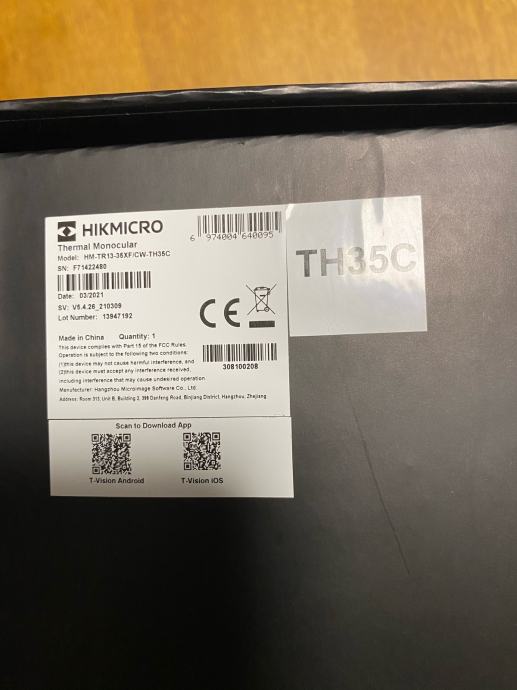 HIKMICRO
Thermal Monocular
Model: HM-TR13-35XF/CW-TH35C
SN: F71422480
6 974004 640095
TH35C
Date: 03/2021
SV: V5.4.26_210309
Lot Number: 13947192
CE
Made in China Quantity: 1
This device complies with Part 15 of the FCC Rules.
Operation is subject to the following two conditions:
(1)this device may not cause harmful interference, and
(2)this device must accept any interference received,
including interference that may cause undesired operation
308100208
Manufacturer: Hangzhou Microimage Software Co., Ltd.
Address: Room 313, Unit B, Building 2, 399 Danfeng Road, Binjiang District, Hangzhou, Zhejiang
Scan to Download App
T-Vision Android
T-Vision iOS